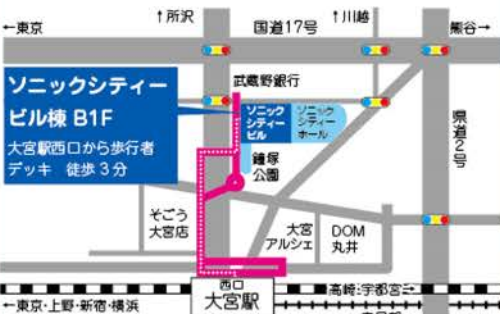 ↑所沢
↑川越
←東京
国道17号
熊谷→
武蔵野銀行
ソニックシティー
ビル棟 B1F
大宮駅西口から歩行者
デッキ 徒歩3分
ソニック
シティー
ビル
ソニック
シティー
ホール
県道2号
鐘塚
公園
そごう
大宮店
大宮
アルシェ
DOM
丸井
西口
大宮駅
高崎・宇都宮→
←東京・上野・新宿・横浜